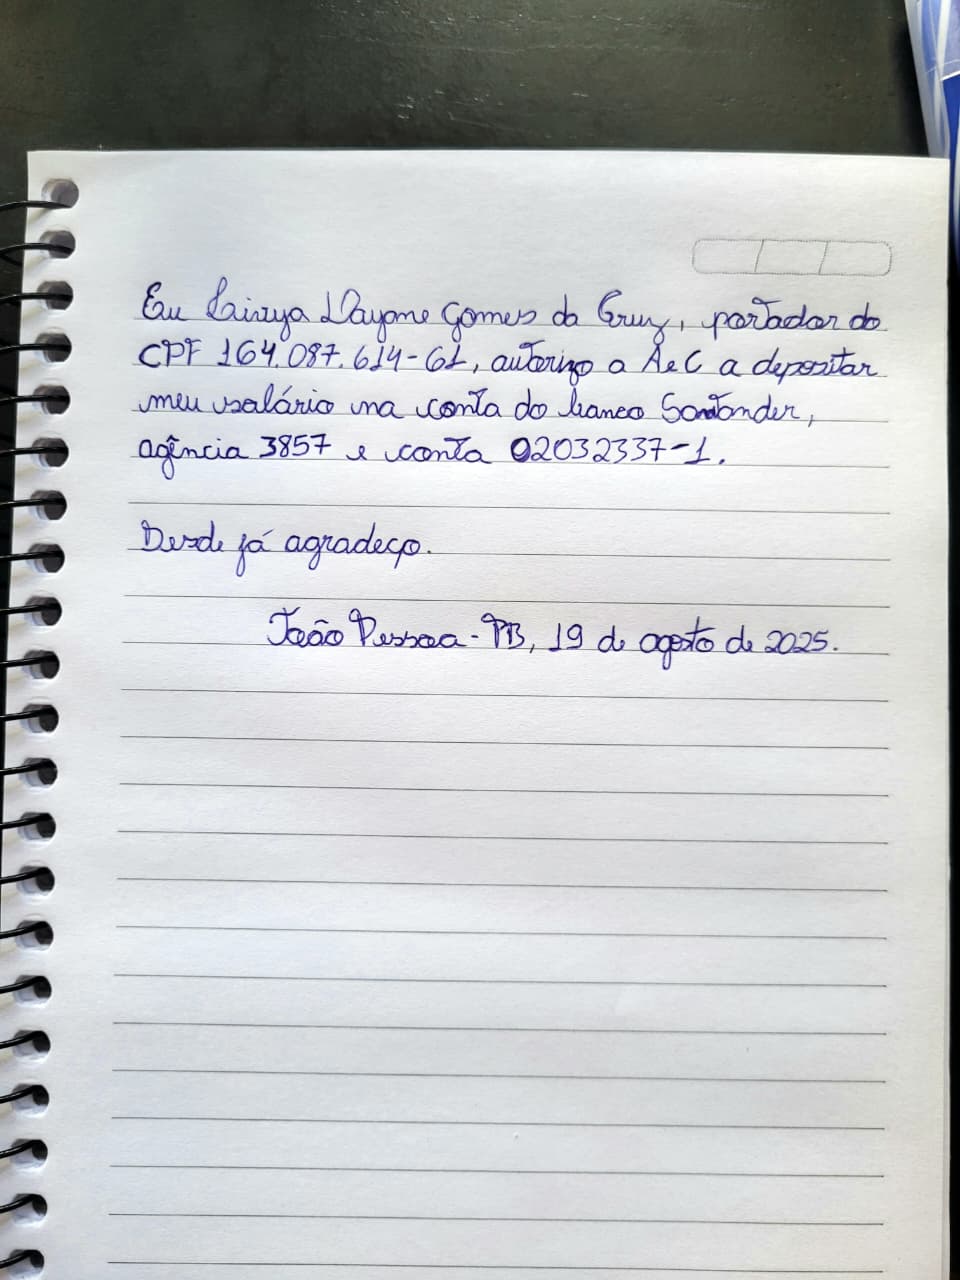 Eu Lairya Dayane Gomes da Cruz, portador do
CPF 164.087.614-61, autorizo a AeC a depositar
meu salário na conta do banco Santander,
agência 3857 e conta 02032337-1.
Desde já agradeço.
João Pessoa - PB, 19 de agosto de 2025.